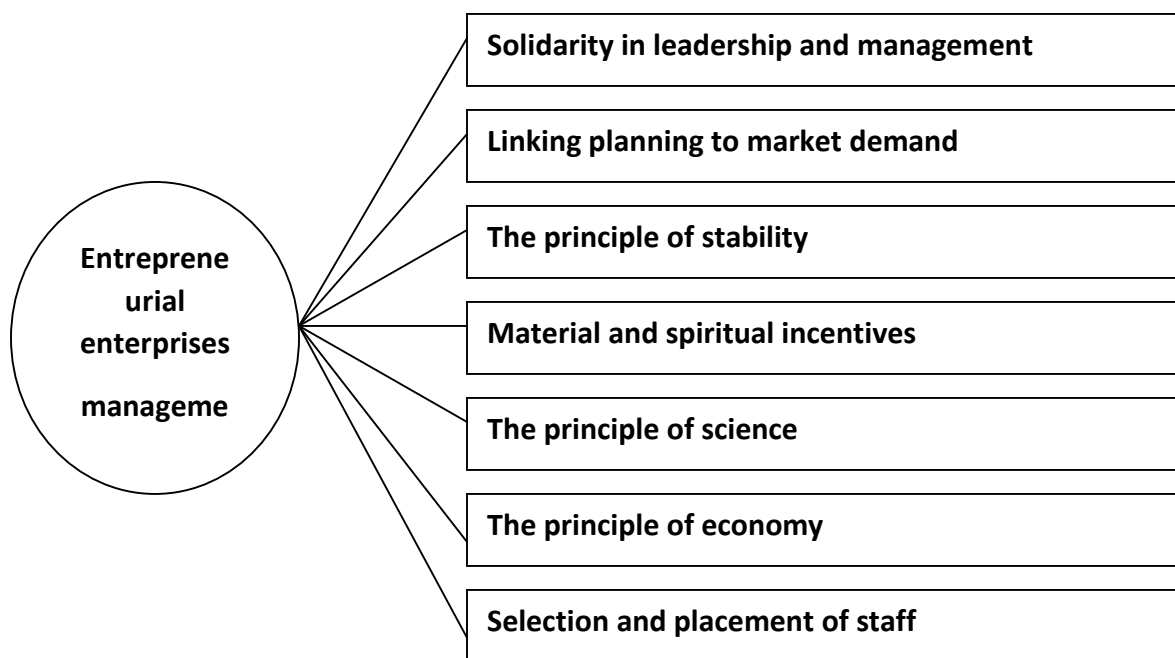 Entreprene
urial
enterprises
manageme
Solidarity in leadership and management
Linking planning to market demand
The principle of stability
Material and spiritual incentives
The principle of science
The principle of economy
Selection and placement of staff